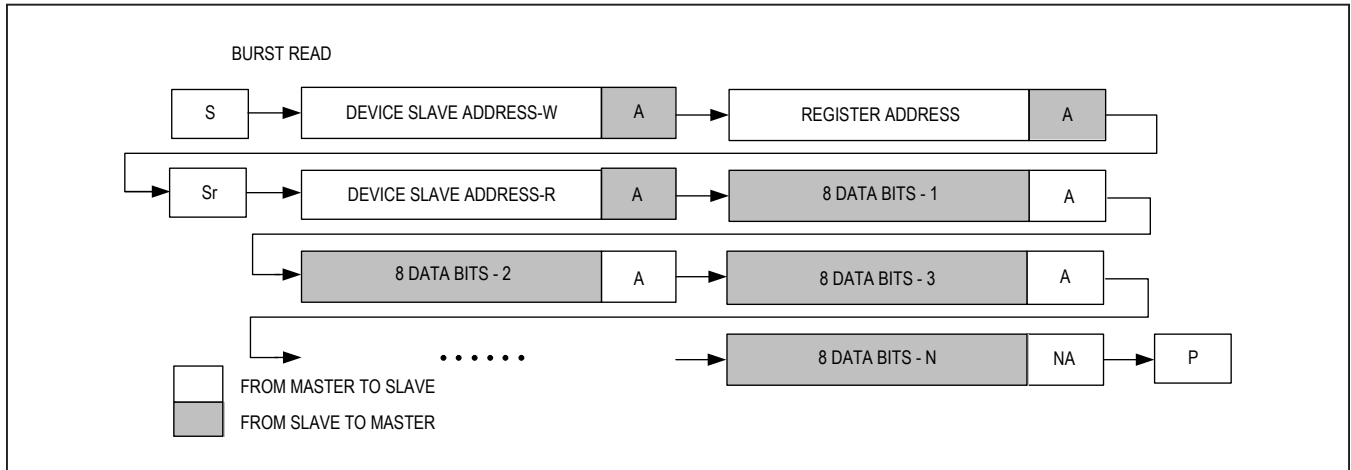 BURST READ
S DEVICE SLAVE ADDRESS-W A REGISTER ADDRESS A
Sr DEVICE SLAVE ADDRESS-R A 8 DATA BITS - 1 A
8 DATA BITS - 2 A 8 DATA BITS - 3 A
...... 8 DATA BITS - N NA P
FROM MASTER TO SLAVE
FROM SLAVE TO MASTER